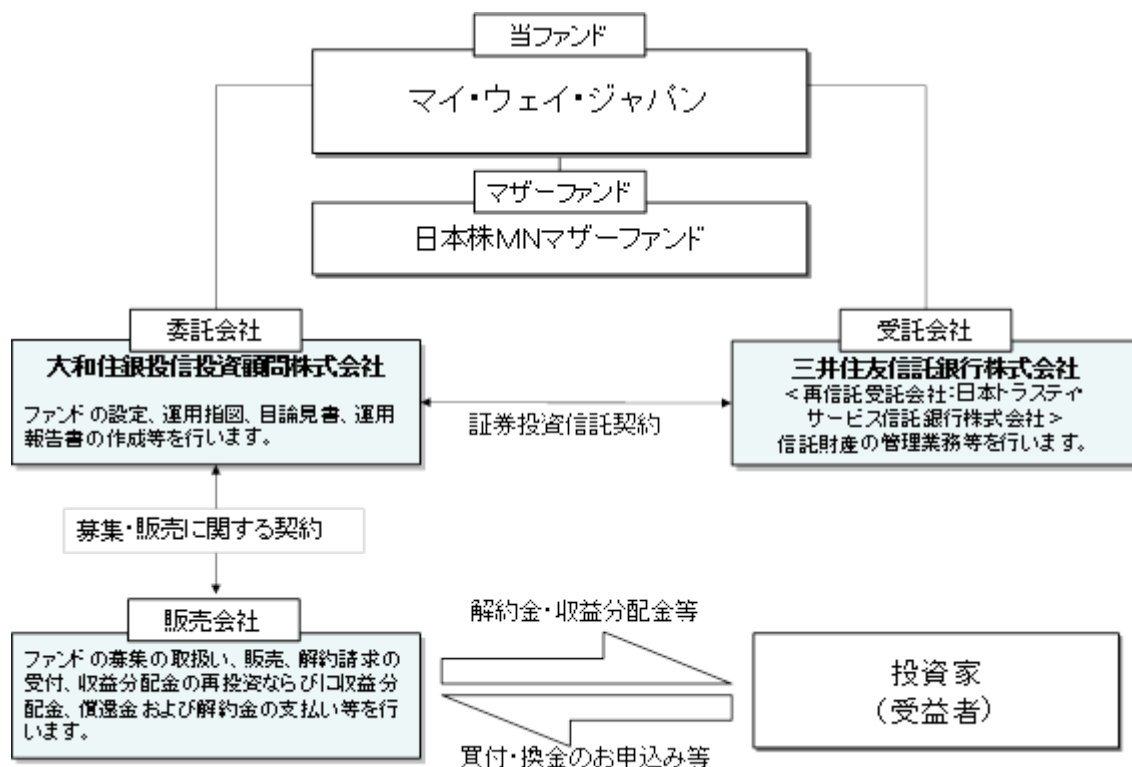 当ファンド
マイ・ウェイ・ジャパン
マザーファンド
日本株MNマザーファンド
委託会社
大和住銀投信投資顧問株式会社
ファンドの設定、運用指図、目論見書、運用
報告書の作成等を行います。
証券投資信託契約
受託会社
三井住友信託銀行株式会社
<再信託受託会社:日本トラスティ・
サービス信託銀行株式会社>
信託財産の管理業務等を行います。
募集・販売に関する契約
販売会社
ファンドの募集の取扱い、販売、解約請求の
受付、収益分配金の再投資ならびに収益分
配金、償還金および解約金の支払い等を行
います。
解約金・収益分配金等
買付・換金のお申込み等
投資家
(受益者)